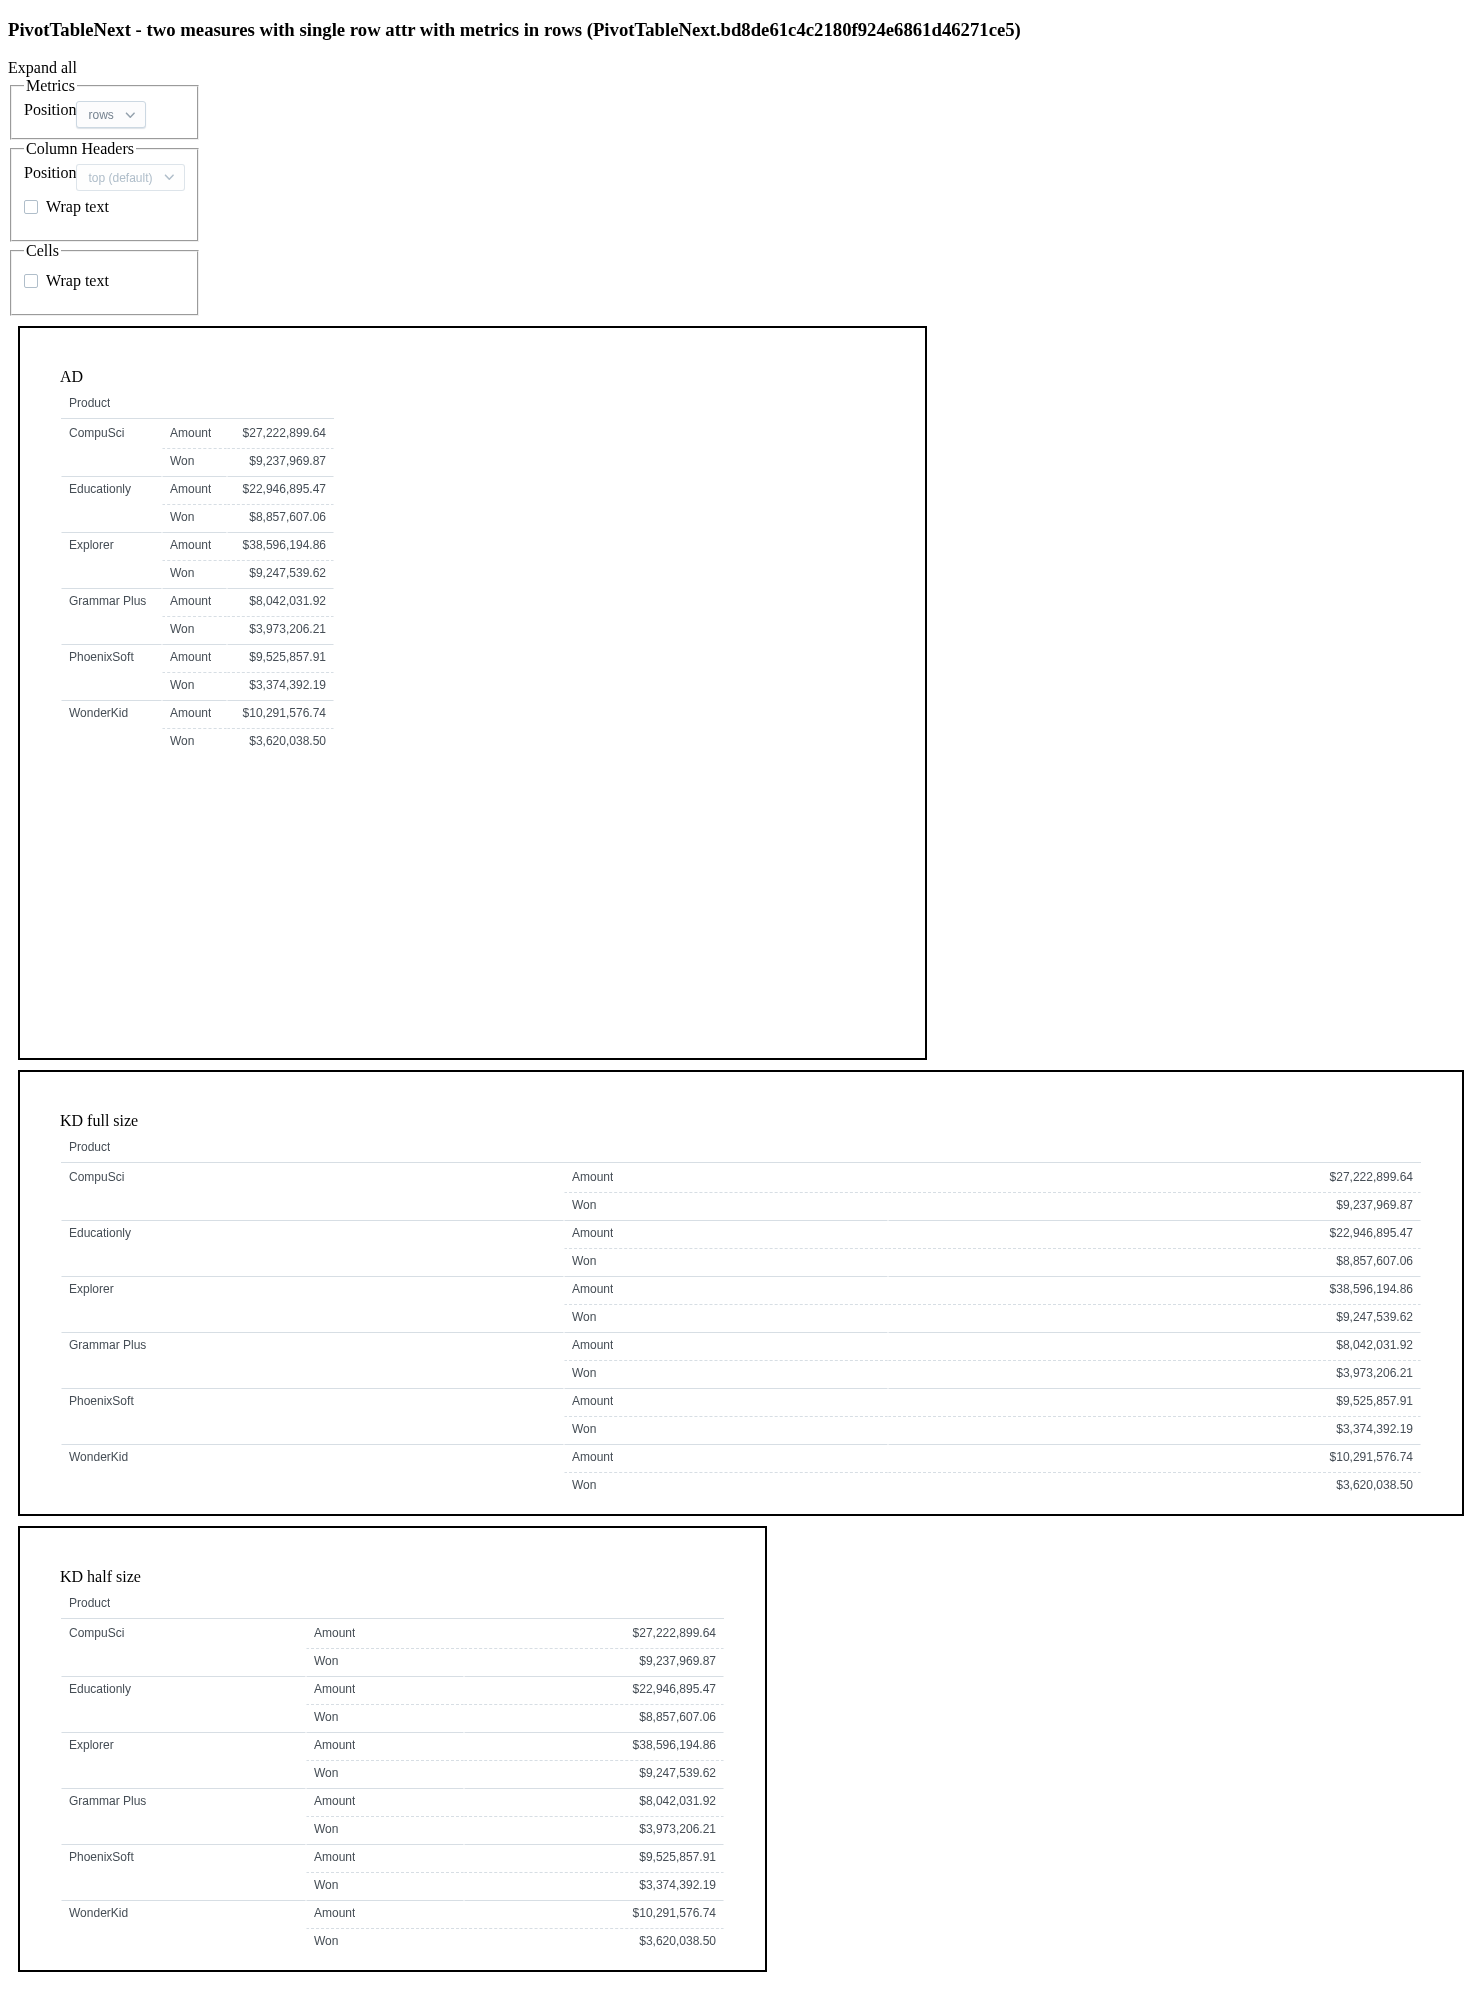 PivotTableNext - two measures with single row attr with metrics in rows (PivotTableNext.bd8de61c4c2180f924e6861d46271ce5)
Expand all
Metrics
Position rows
Column Headers
Position top (default)
Wrap text
Cells
Wrap text
AD
Product
CompuSci Amount $27,222,899.64
Won $9,237,969.87
Educationly Amount $22,946,895.47
Won $8,857,607.06
Explorer Amount $38,596,194.86
Won $9,247,539.62
Grammar Plus Amount $8,042,031.92
Won $3,973,206.21
PhoenixSoft Amount $9,525,857.91
Won $3,374,392.19
WonderKid Amount $10,291,576.74
Won $3,620,038.50
KD full size
Product
CompuSci Amount $27,222,899.64
Won $9,237,969.87
Educationly Amount $22,946,895.47
Won $8,857,607.06
Explorer Amount $38,596,194.86
Won $9,247,539.62
Grammar Plus Amount $8,042,031.92
Won $3,973,206.21
PhoenixSoft Amount $9,525,857.91
Won $3,374,392.19
WonderKid Amount $10,291,576.74
Won $3,620,038.50
KD half size
Product
CompuSci Amount $27,222,899.64
Won $9,237,969.87
Educationly Amount $22,946,895.47
Won $8,857,607.06
Explorer Amount $38,596,194.86
Won $9,247,539.62
Grammar Plus Amount $8,042,031.92
Won $3,973,206.21
PhoenixSoft Amount $9,525,857.91
Won $3,374,392.19
WonderKid Amount $10,291,576.74
Won $3,620,038.50